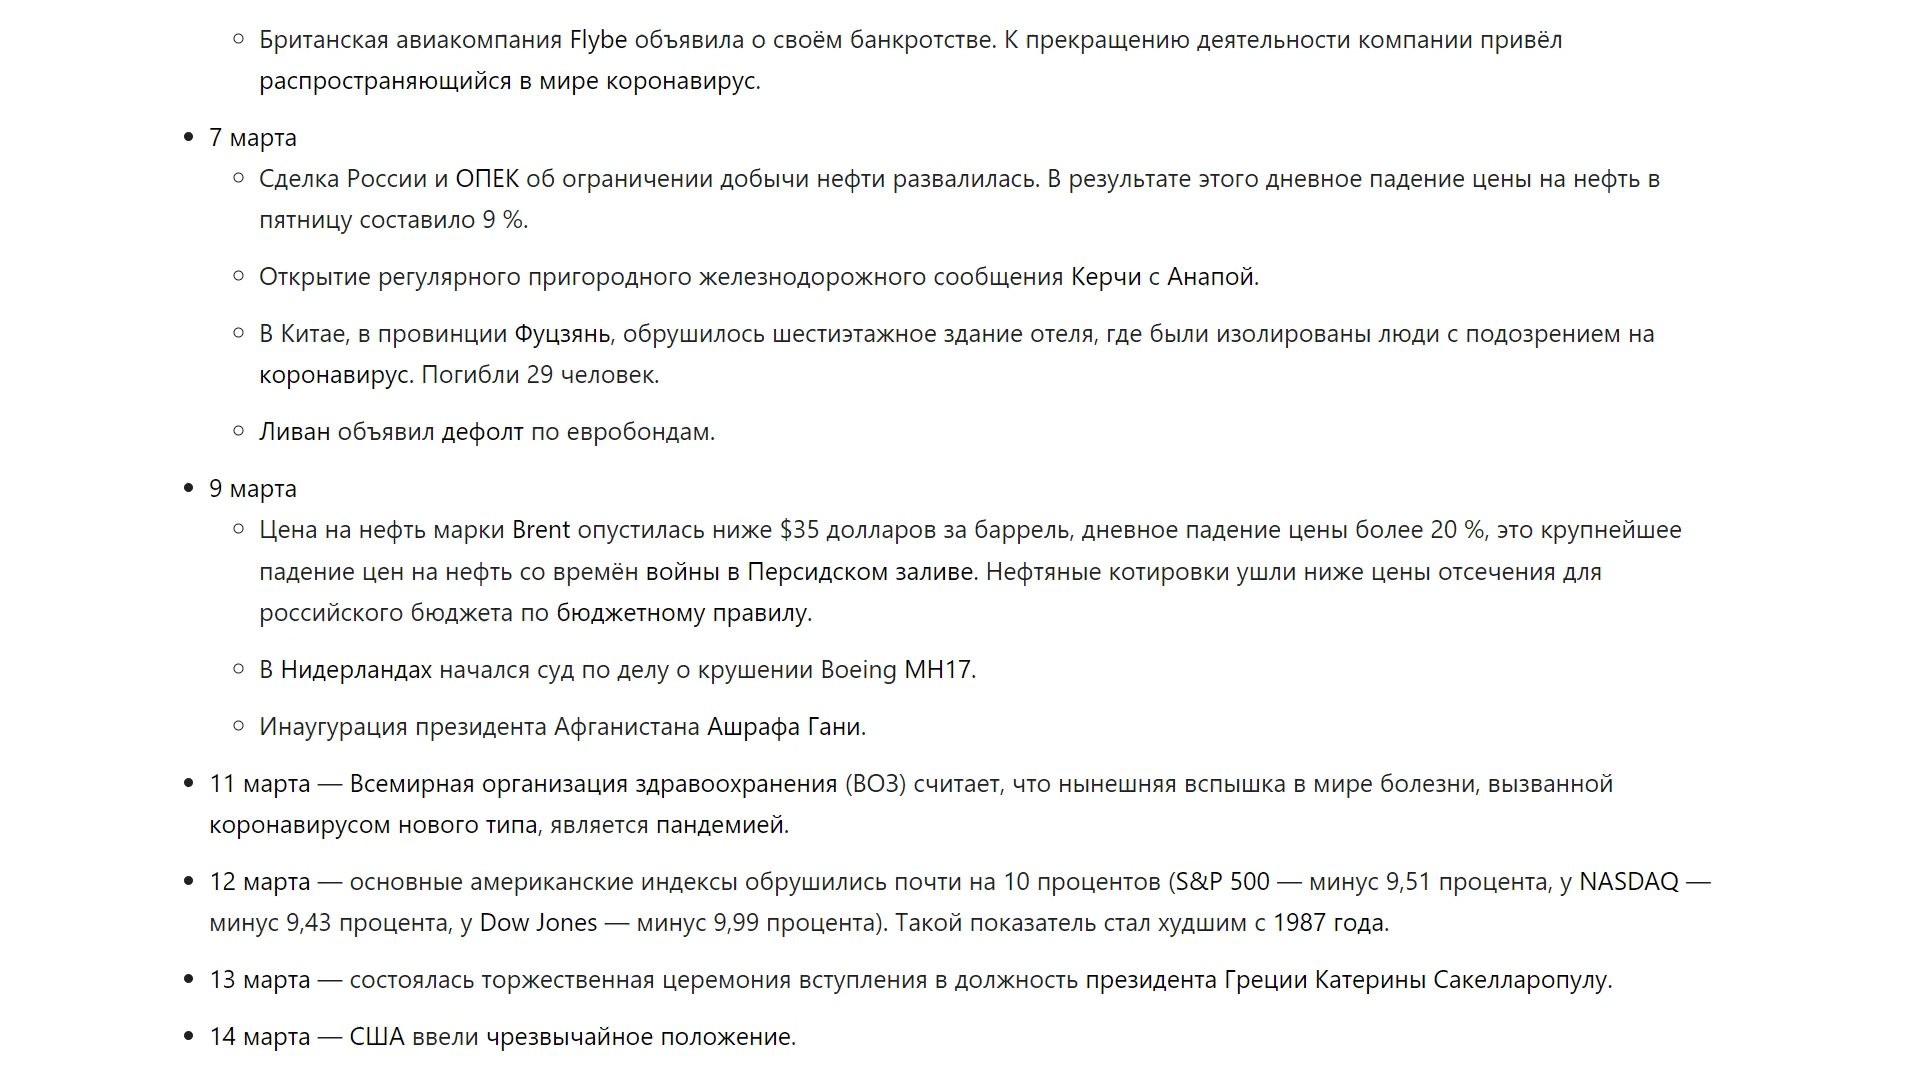 Британская авиакомпания Flybe объявила о своём банкротстве. К прекращению деятельности компании привёл
распространяющийся в мире коронавирус.
7 марта
Сделка России и ОПЕК об ограничении добычи нефти развалилась. В результате этого дневное падение цены на нефть в
пятницу составило 9 %.
Открытие регулярного пригородного железнодорожного сообщения Керчи с Анапой.
В Китае, в провинции Фуцзянь, обрушилось шестиэтажное здание отеля, где были изолированы люди с подозрением на
коронавирус. Погибли 29 человек.
Ливан объявил дефолт по евробондам.
9 марта
Цена на нефть марки Brent опустилась ниже $35 долларов за баррель, дневное падение цены более 20 %, это крупнейшее
падение цен на нефть со времён войны в Персидском заливе. Нефтяные котировки ушли ниже цены отсечения для
российского бюджета по бюджетному правилу.
В Нидерландах начался суд по делу о крушении Boeing MH17.
Инаугурация президента Афганистана Ашрафа Гани.
11 марта — Всемирная организация здравоохранения (ВОЗ) считает, что нынешняя вспышка в мире болезни, вызванной
коронавирусом нового типа, является пандемией.
12 марта — основные американские индексы обрушились почти на 10 процентов (S&P 500 — минус 9,51 процента, у NASDAQ —
минус 9,43 процента, у Dow Jones — минус 9,99 процента). Такой показатель стал худшим с 1987 года.
13 марта — состоялась торжественная церемония вступления в должность президента Греции Катерины Сакелларопулу.
14 марта — США ввели чрезвычайное положение.